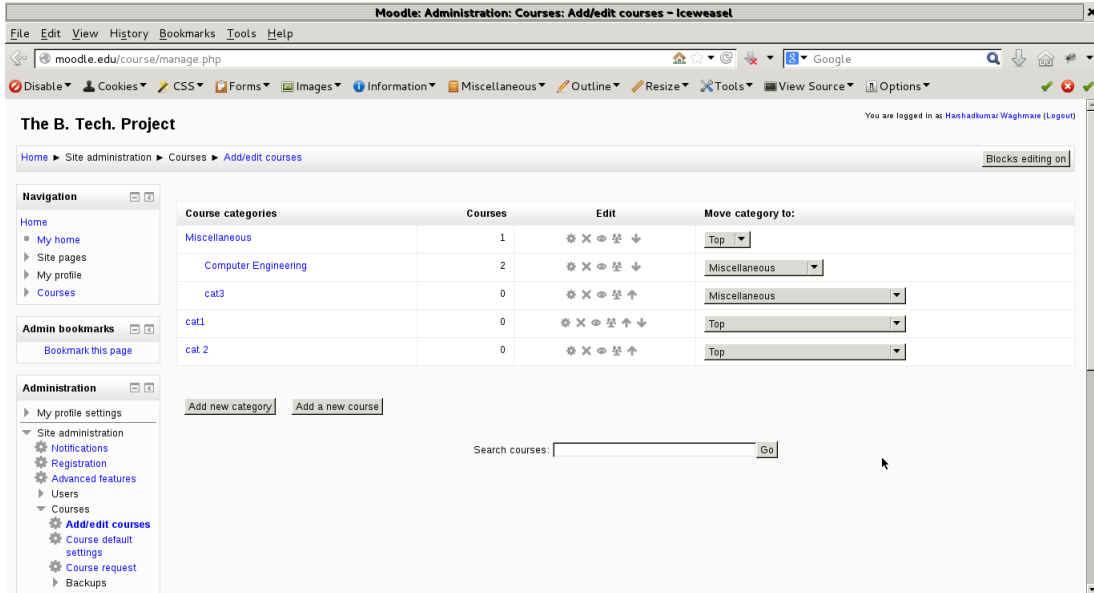 Moodle: Administration: Courses: Add/edit courses - Iceweasel
File Edit View History Bookmarks Tools Help
moodle.edu/course/manage.php
Google
Disable Cookies CSS Forms Images Information Miscellaneous Outline Resize Tools View Source Options
The B. Tech. Project
You are logged in as Harshadkumar Waghmare (Logout)
Home ► Site administration ► Courses ► Add/edit courses
Blocks editing on
Navigation
Home
My home
Site pages
My profile
Courses
Admin bookmarks
Bookmark this page
Administration
My profile settings
Site administration
Notifications
Registration
Advanced features
Users
Courses
Add/edit courses
Course default
settings
Course request
Backups
Course categories Courses Edit Move category to:
Miscellaneous 1 Top
Computer Engineering 2 Miscellaneous
cat3 0 Miscellaneous
cat1 0 Top
cat 2 0 Top
Add new category Add a new course
Search courses: Go